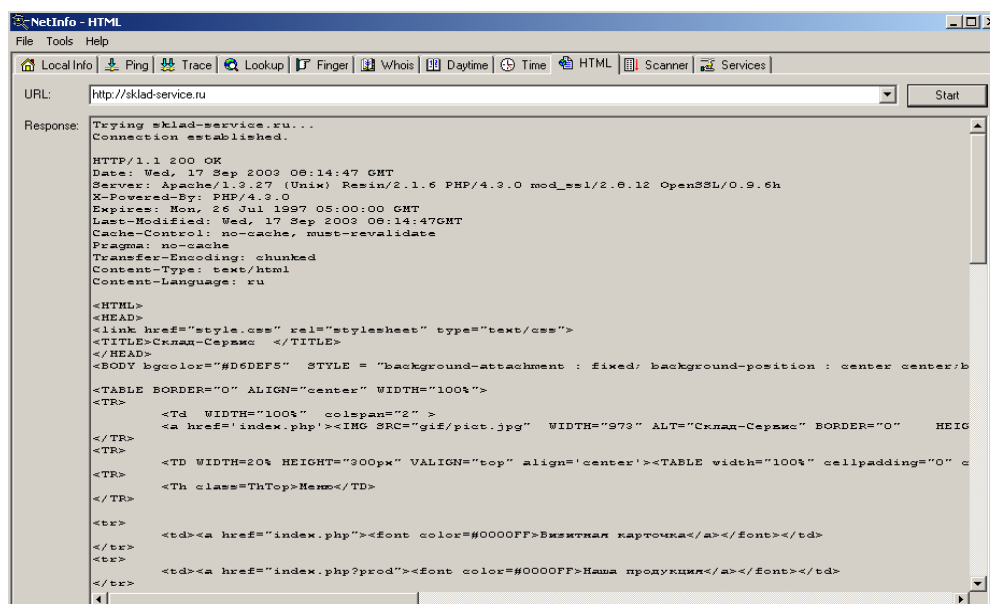 NetInfo - HTML
File Tools Help
Local Info Ping Trace Lookup Finger Whois Daytime Time HTML Scanner Services
URL: http://sklad-service.ru Start
Response: Trying sklad-service.ru...
Connection established.
HTTP/1.1 200 OK
Date: Wed, 17 Sep 2003 08:14:47 GMT
Server: Apache/1.3.27 (Unix) Resin/2.1.6 PHP/4.3.0 mod_ssl/2.8.12 OpenSSL/0.9.6h
X-Powered-By: PHP/4.3.0
Expires: Mon, 26 Jul 1997 05:00:00 GMT
Last-Modified: Wed, 17 Sep 2003 08:14:47GMT
Cache-Control: no-cache, must-revalidate
Pragma: no-cache
Transfer-Encoding: chunked
Content-Type: text/html
Content-Language: ru
<HTML>
<HEAD>
<link href="style.css" rel="stylesheet" type="text/css">
<TITLE>Склад-Сервис </TITLE>
</HEAD>
<BODY bgcolor="#D6DEF5" STYLE = "background-attachment : fixed; background-position : center center;b
<TABLE BORDER="0" ALIGN="center" WIDTH="100%">
<TR>
<Td WIDTH="100%" colspan="2" >
<a href='index.php'><IMG SRC="gif/pict.jpg" WIDTH="973" ALT="Склад-Сервис" BORDER="0" HEIG
</TR>
<TR>
<TD WIDTH=20% HEIGHT="300px" VALIGN="top" align='center'><TABLE width="100%" cellpadding="0" c
<TR>
<Th class=ThTop>Меню</TD>
</TR>
<tr>
<td><a href="index.php"><font color=#0000FF>Визитная карточка</a></font></td>
</tr>
<tr>
<td><a href="index.php?prod"><font color=#0000FF>Наша продукция</a></font></td>
</tr>